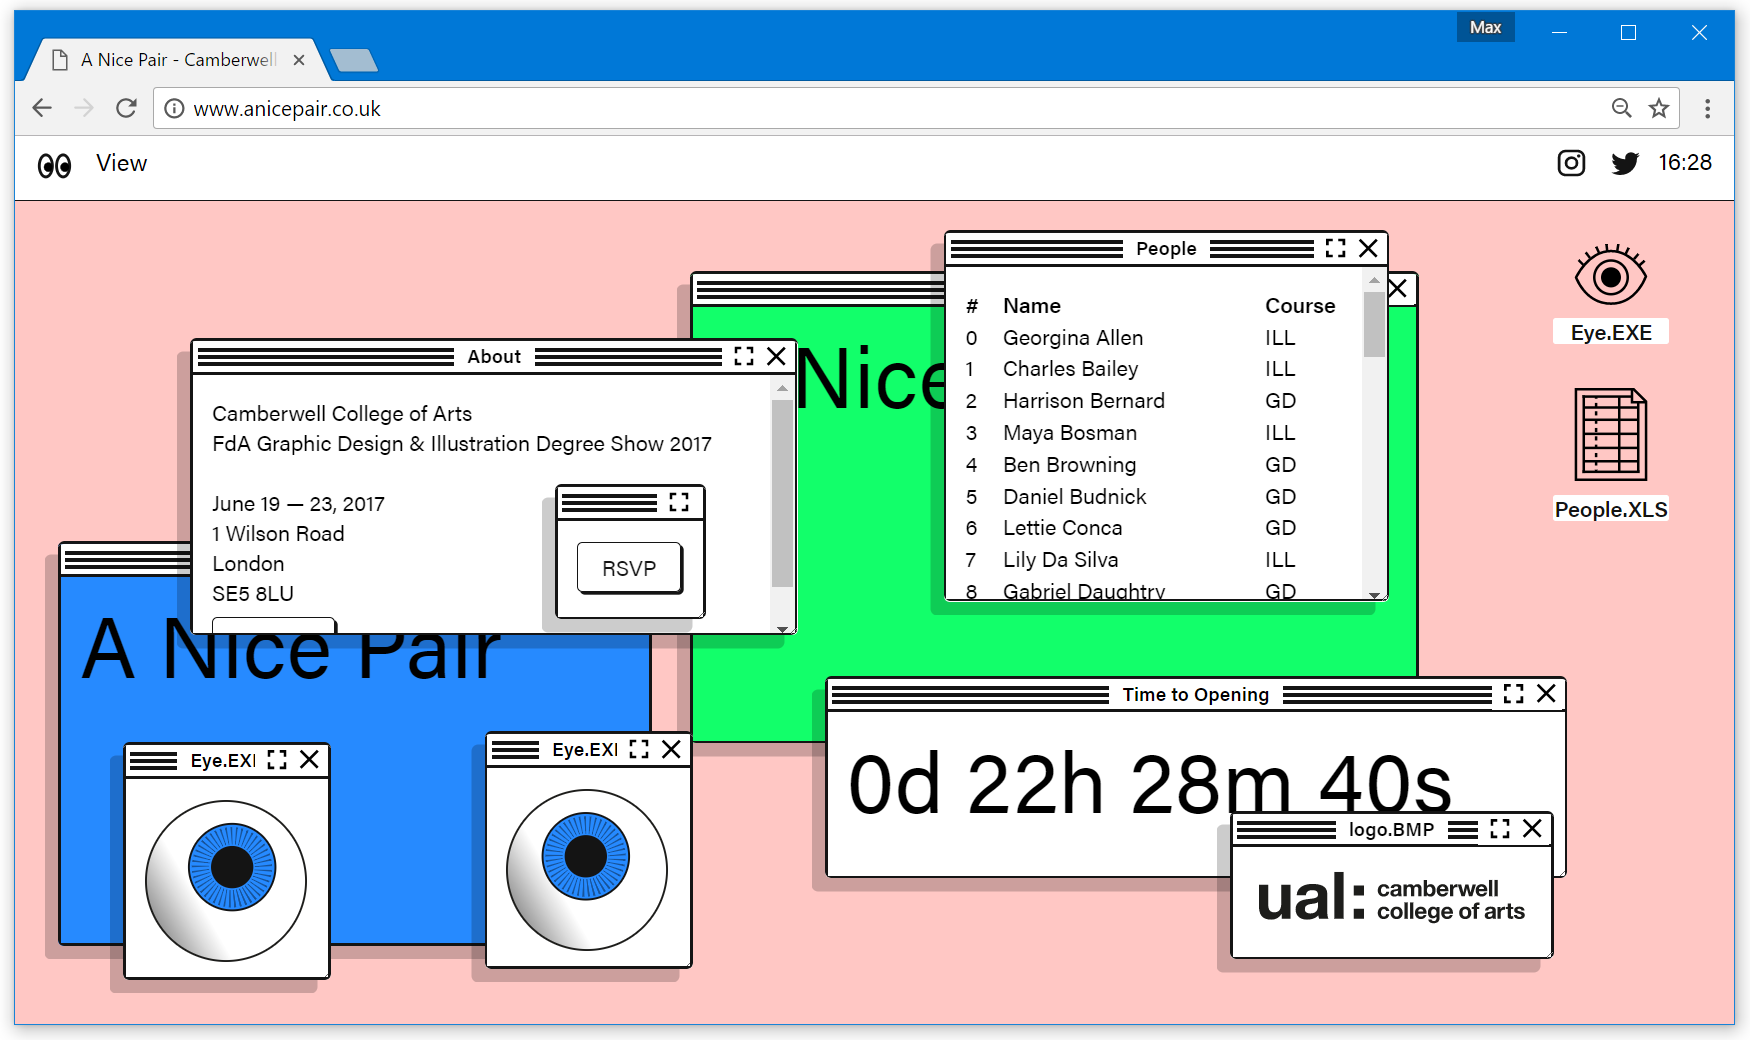 Max
A Nice Pair - Camberwell
www.anicepair.co.uk
View
16:28
People
# Name Course
0 Georgina Allen ILL
1 Charles Bailey ILL
2 Harrison Bernard GD
3 Maya Bosman ILL
4 Ben Browning GD
5 Daniel Budnick GD
6 Lettie Conca GD
7 Lily Da Silva ILL
8 Gabriel Daughtry GD
Eye.EXE
People.XLS
Nice
About
Camberwell College of Arts
FdA Graphic Design & Illustration Degree Show 2017
June 19 — 23, 2017
1 Wilson Road
London
SE5 8LU
RSVP
A Nice Pair
Time to Opening
0d 22h 28m 40s
Eye.EXI
Eye.EXI
logo.BMP
ual: camberwell
college of arts